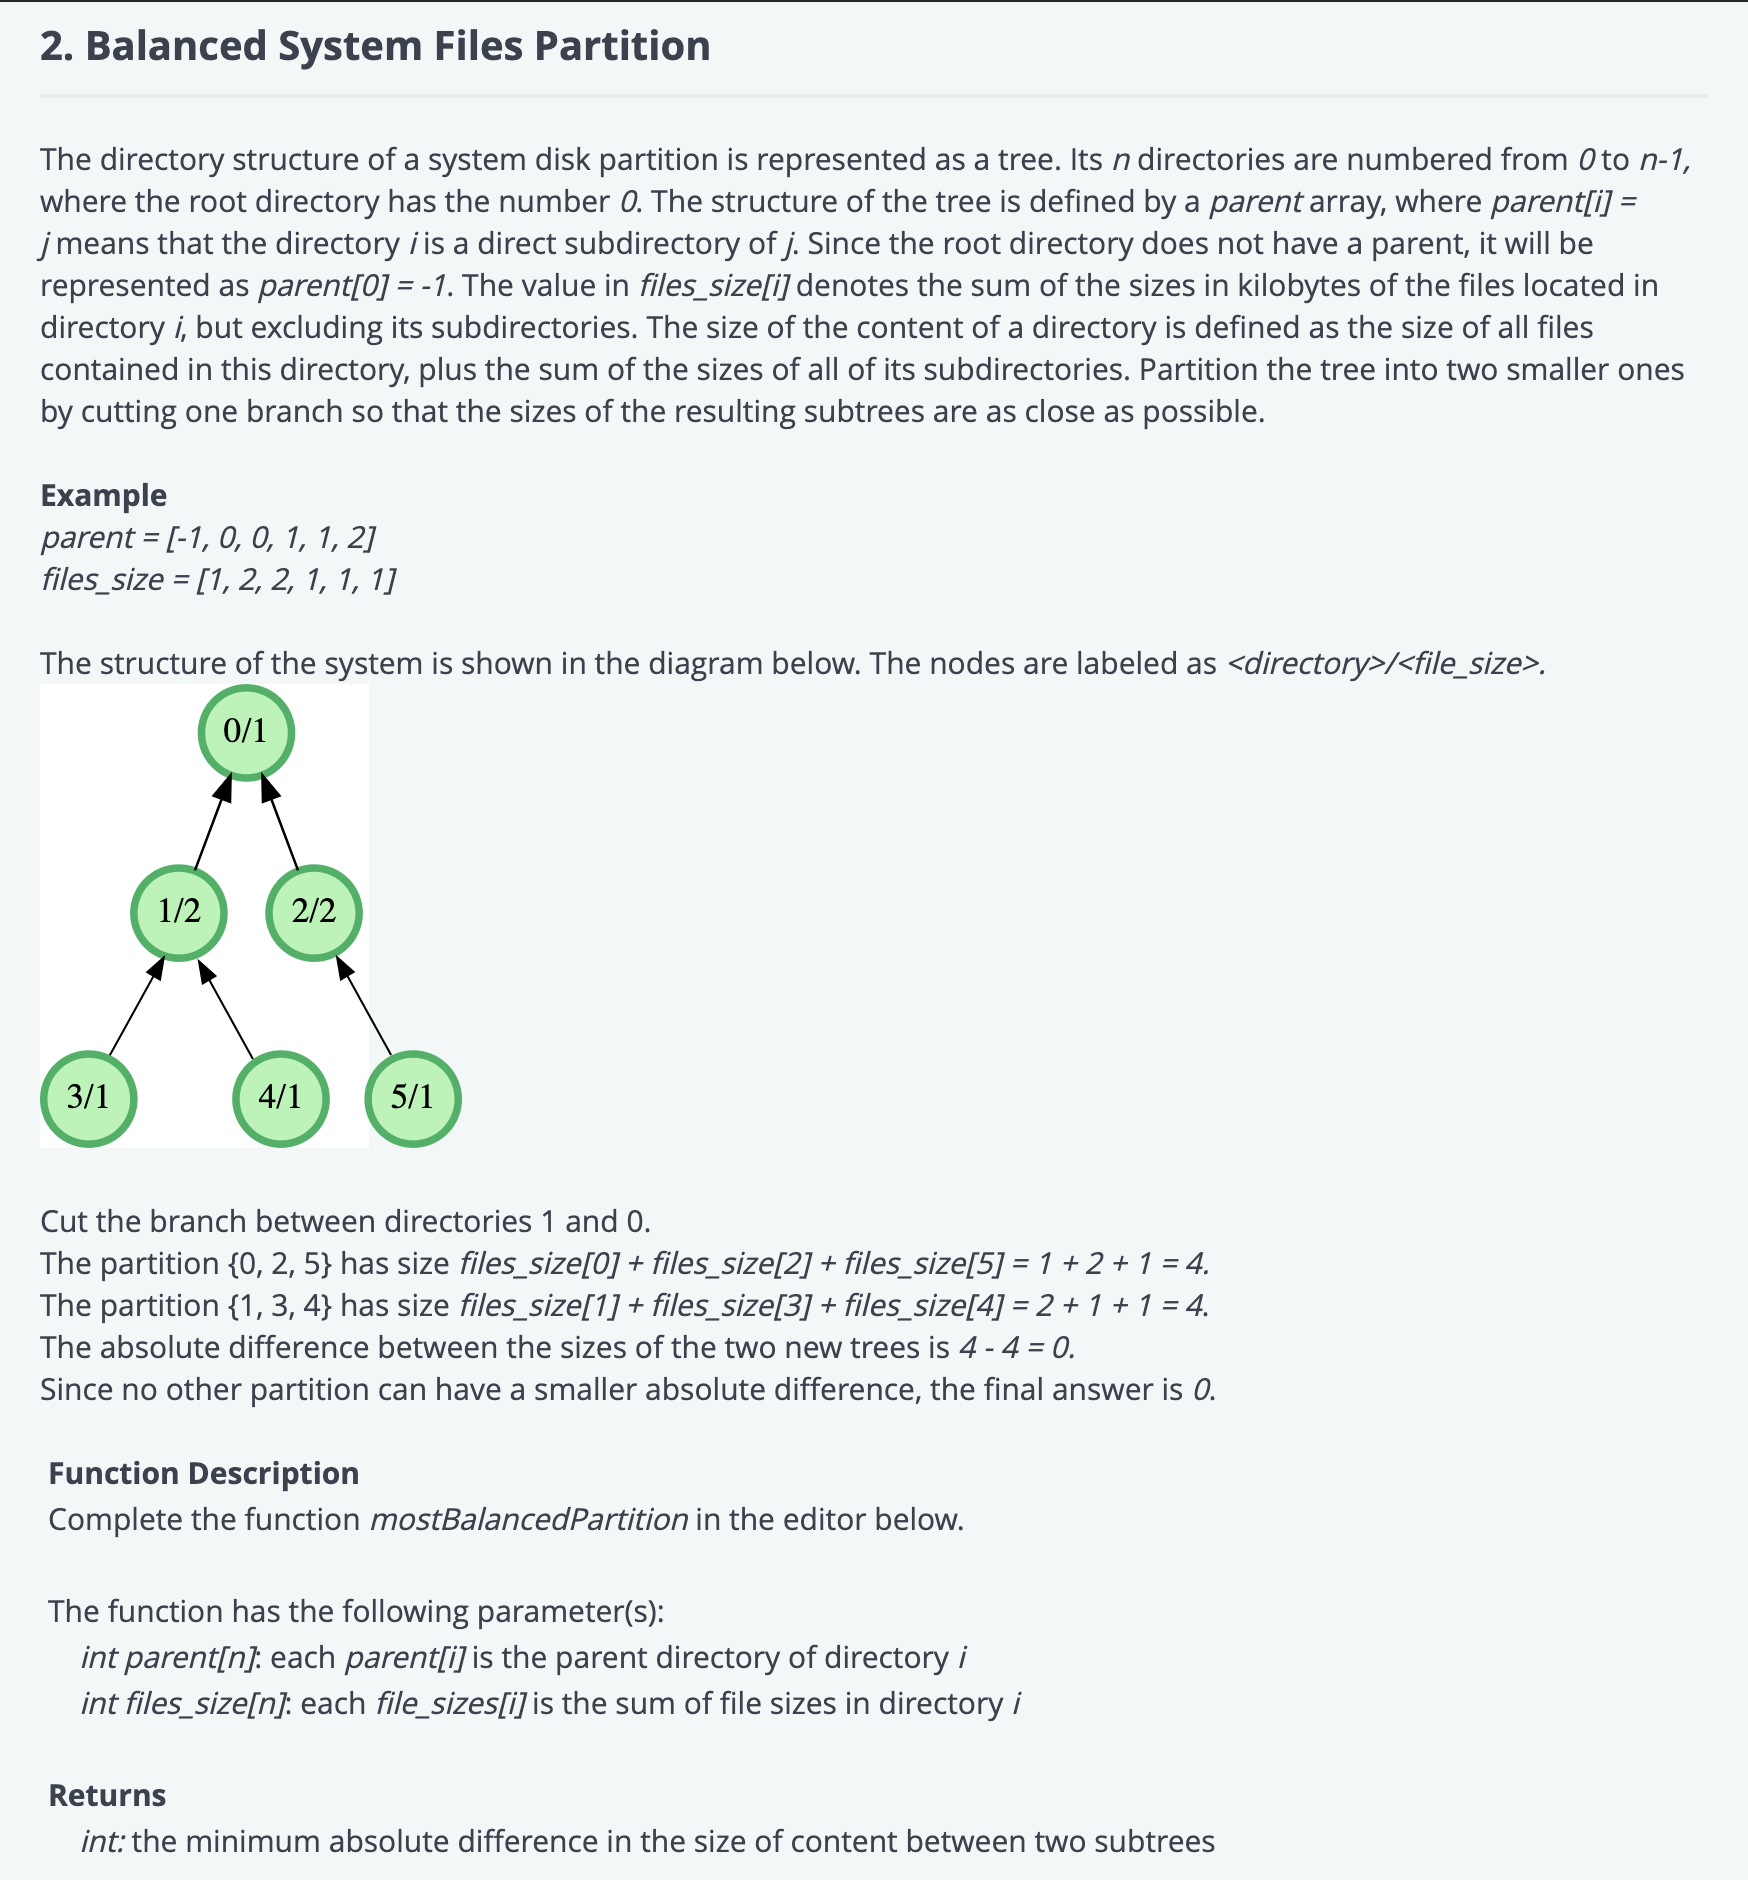 2. Balanced System Files Partition
The directory structure of a system disk partition is represented as a tree. Its n directories are numbered from 0 to n-1,
where the root directory has the number 0. The structure of the tree is defined by a parent array, where parent[i] =
j means that the directory i is a direct subdirectory of j. Since the root directory does not have a parent, it will be
represented as parent[0] = -1. The value in files_size[i] denotes the sum of the sizes in kilobytes of the files located in
directory i, but excluding its subdirectories. The size of the content of a directory is defined as the size of all files
contained in this directory, plus the sum of the sizes of all of its subdirectories. Partition the tree into two smaller ones
by cutting one branch so that the sizes of the resulting subtrees are as close as possible.
Example
parent = [-1, 0, 0, 1, 1, 2]
files_size = [1, 2, 2, 1, 1, 1]
The structure of the system is shown in the diagram below. The nodes are labeled as <directory>/<file_size>.
0/1
1/2 2/2
3/1 4/1 5/1
Cut the branch between directories 1 and 0.
The partition {0, 2, 5} has size files_size[0] + files_size[2] + files_size[5] = 1 + 2 + 1 = 4.
The partition {1, 3, 4} has size files_size[1] + files_size[3] + files_size[4] = 2 + 1 + 1 = 4.
The absolute difference between the sizes of the two new trees is 4 - 4 = 0.
Since no other partition can have a smaller absolute difference, the final answer is 0.
Function Description
Complete the function mostBalancedPartition in the editor below.
The function has the following parameter(s):
int parent[n]: each parent[i] is the parent directory of directory i
int files_size[n]: each file_sizes[i] is the sum of file sizes in directory i
Returns
int: the minimum absolute difference in the size of content between two subtrees